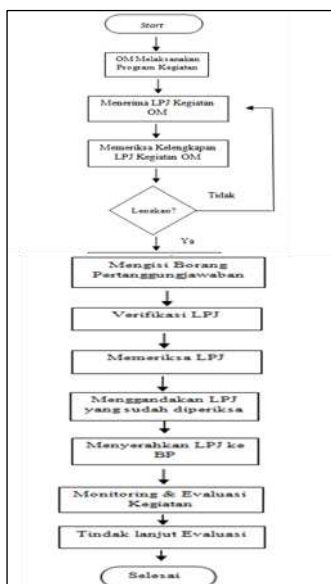 Start
OM Melaksanakan
Program Kegiatan
Menerima LPJ Kegiatan
OM
Memeriksa Kelengkapan
LPJ Kegiatan OM
Tidak
Lengkap?
Ya
Mengisi Borang
Pertanggungjawaban
Verifikasi LPJ
Memeriksa LPJ
Menggandakan LPJ
yang sudah diperiksa
Menyerahkan LPJ ke
BP
Monitoring & Evaluasi
Kegiatan
Tindak lanjut Evaluasi
Selesai